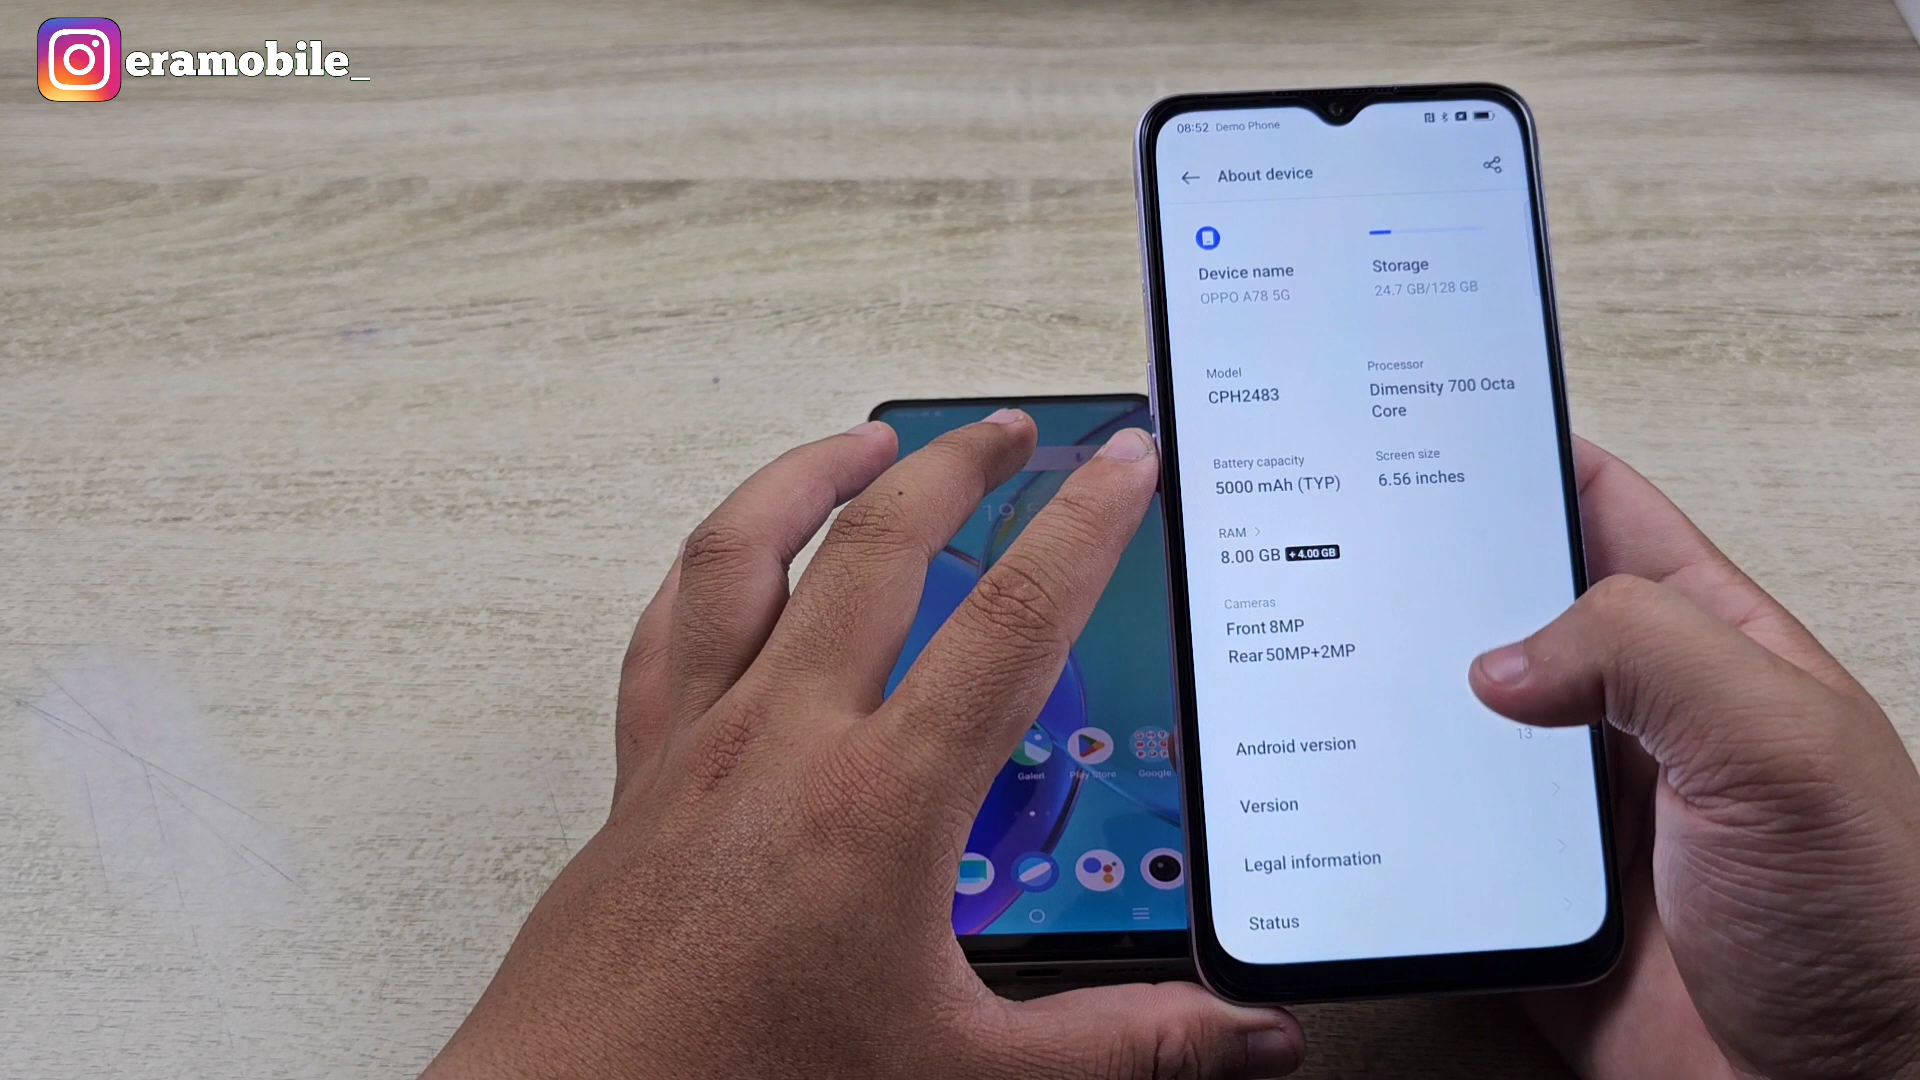 eramobile_
08:52 Demo Phone
About device
Device name
OPPO A78 5G
Storage
24.7 GB/128 GB
Model
CPH2483
Processor
Dimensity 700 Octa
Core
Battery capacity
5000 mAh (TYP)
Screen size
6.56 inches
RAM >
8.00 GB +4.00 GB
Cameras
Front 8MP
Rear 50MP+2MP
Android version
13
Version
Legal information
Status
Galeri
Play Store
Google